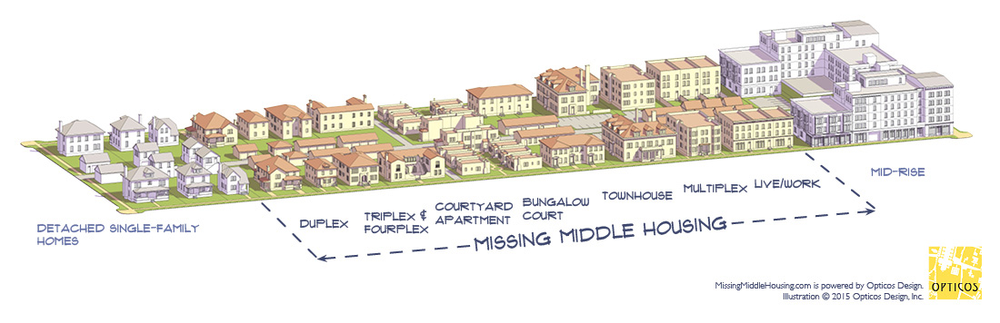 DETACHED SINGLE-FAMILY
HOMES
DUPLEX
TRIPLEX &
FOURPLEX
COURTYARD
APARTMENT
BUNGALOW
COURT
TOWNHOUSE
MULTIPLEX
LIVE/WORK
MID-RISE
MISSING MIDDLE HOUSING
MissingMiddleHousing.com is powered by Opticos Design.
Illustration © 2015 Opticos Design, Inc.
OPTICOS